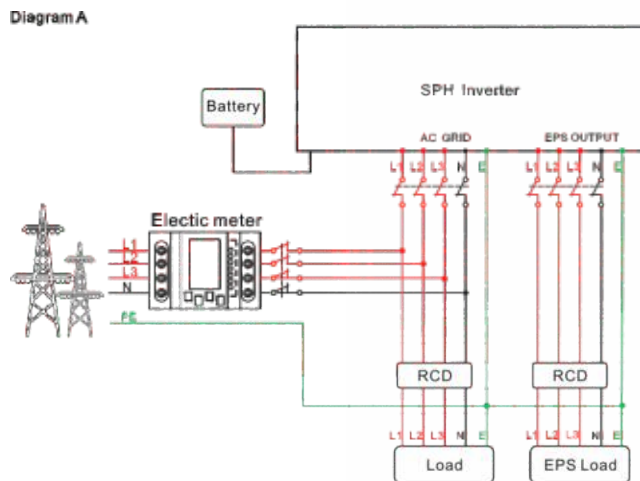 Diagram A
SPH Inverter
Battery
AC GRID
EPS OUTPUT
L1 L2 L3 N E
L1 L2 L3 N E
Electic meter
L1
L2
L3
N
PE
RCD
RCD
L1 L2 L3 N E
L1 L2 L3 N E
Load
EPS Load